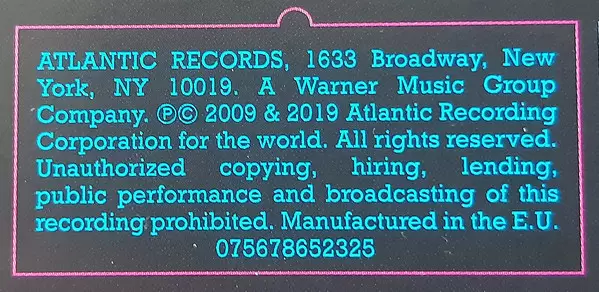 ATLANTIC RECORDS, 1633 Broadway, New
York, NY 10019. A Warner Music Group
Company. ℗© 2009 & 2019 Atlantic Recording
Corporation for the world. All rights reserved.
Unauthorized copying, hiring, lending,
public performance and broadcasting of this
recording prohibited. Manufactured in the E.U.
075678652325